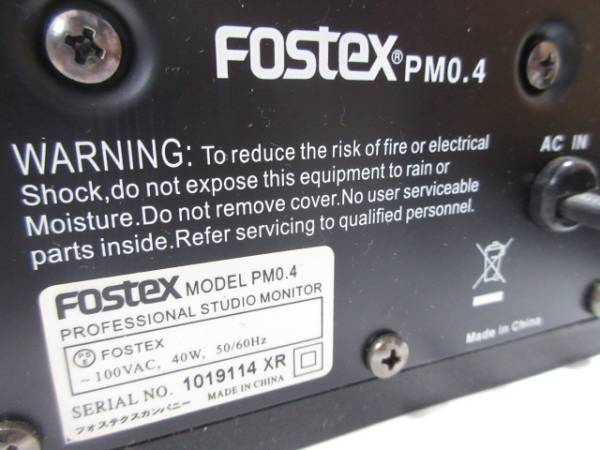 FOSTEX® PM0.4
AC IN
WARNING: To reduce the risk of fire or electrical
Shock,do not expose this equipment to rain or
Moisture.Do not remove cover.No user serviceable
parts inside.Refer servicing to qualified personnel.
FOSTEX MODEL PM0.4
PROFESSIONAL STUDIO MONITOR
PSE FOSTEX
~100VAC, 40W, 50/60Hz
SERIAL NO. 1019114 XR
フォステクスカンパニー MADE IN CHINA
Made in China